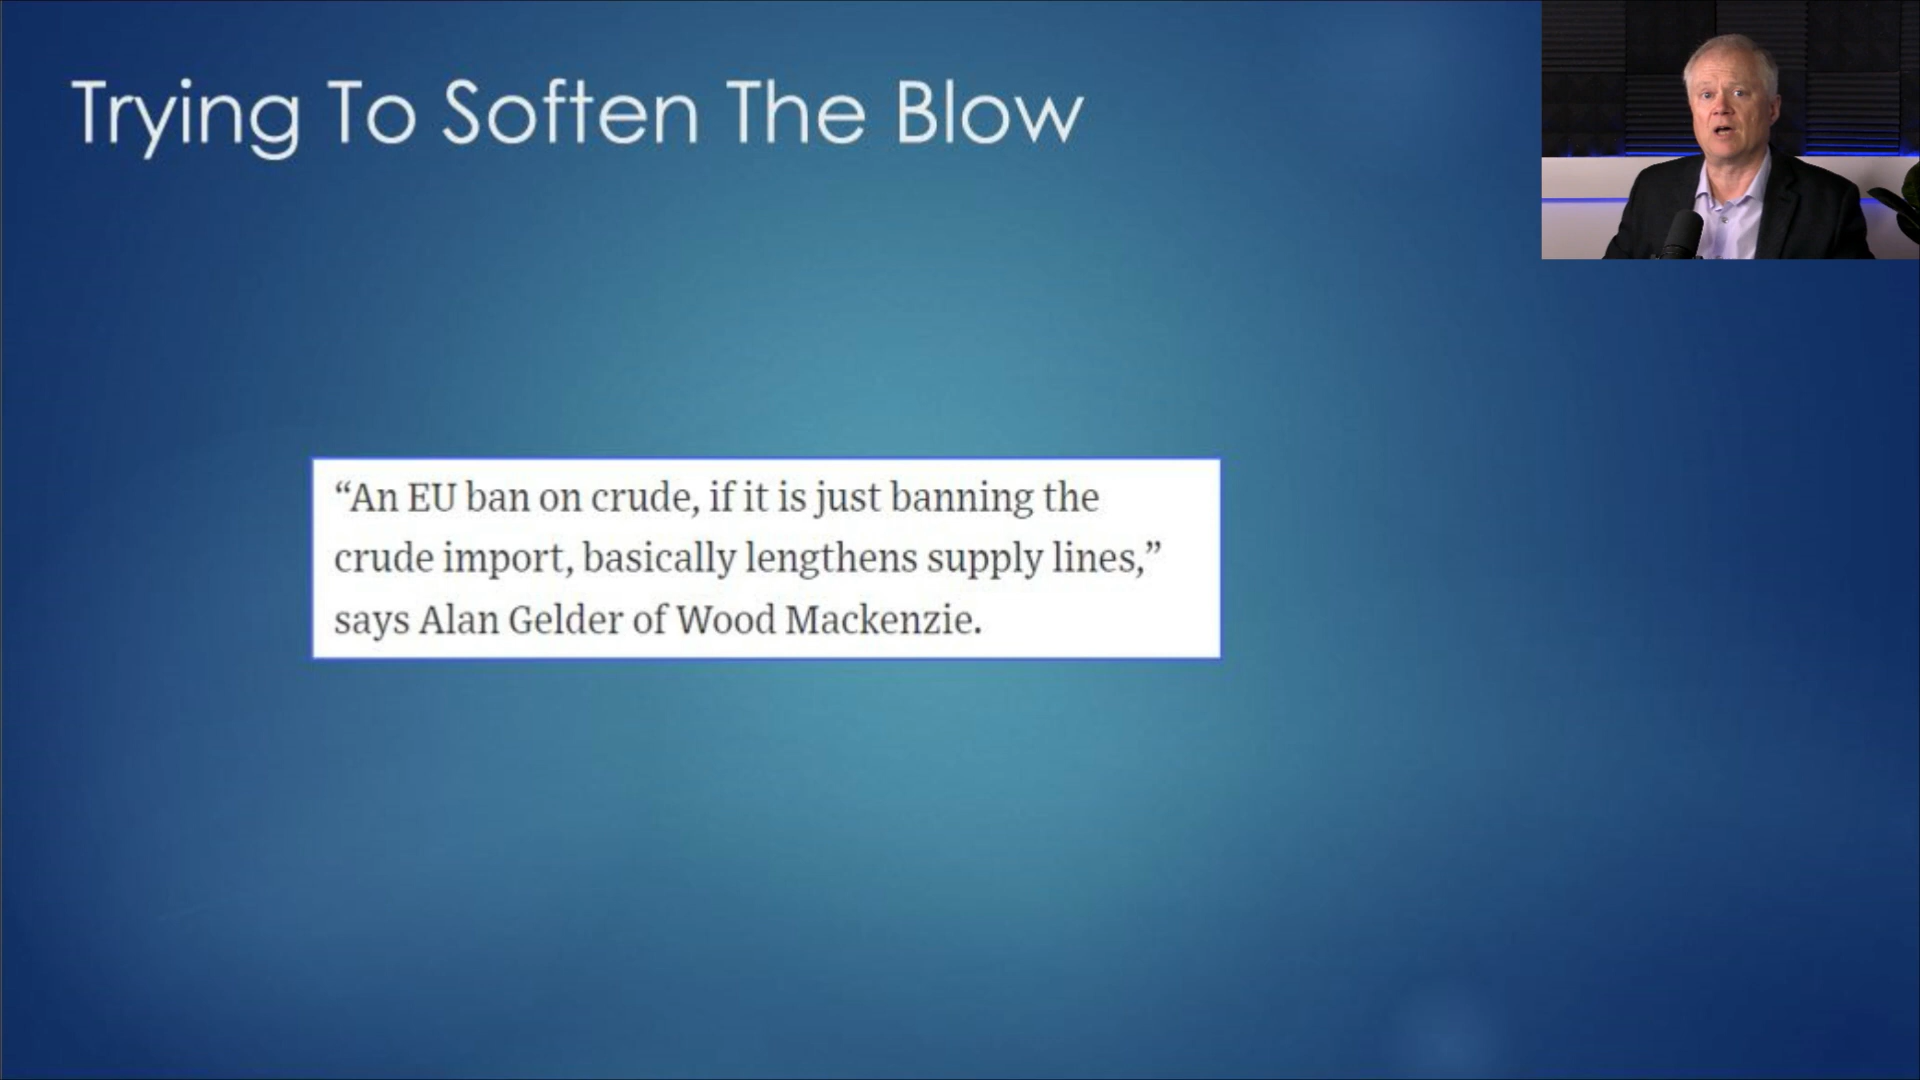 Trying To Soften The Blow
“An EU ban on crude, if it is just banning the
crude import, basically lengthens supply lines,”
says Alan Gelder of Wood Mackenzie.